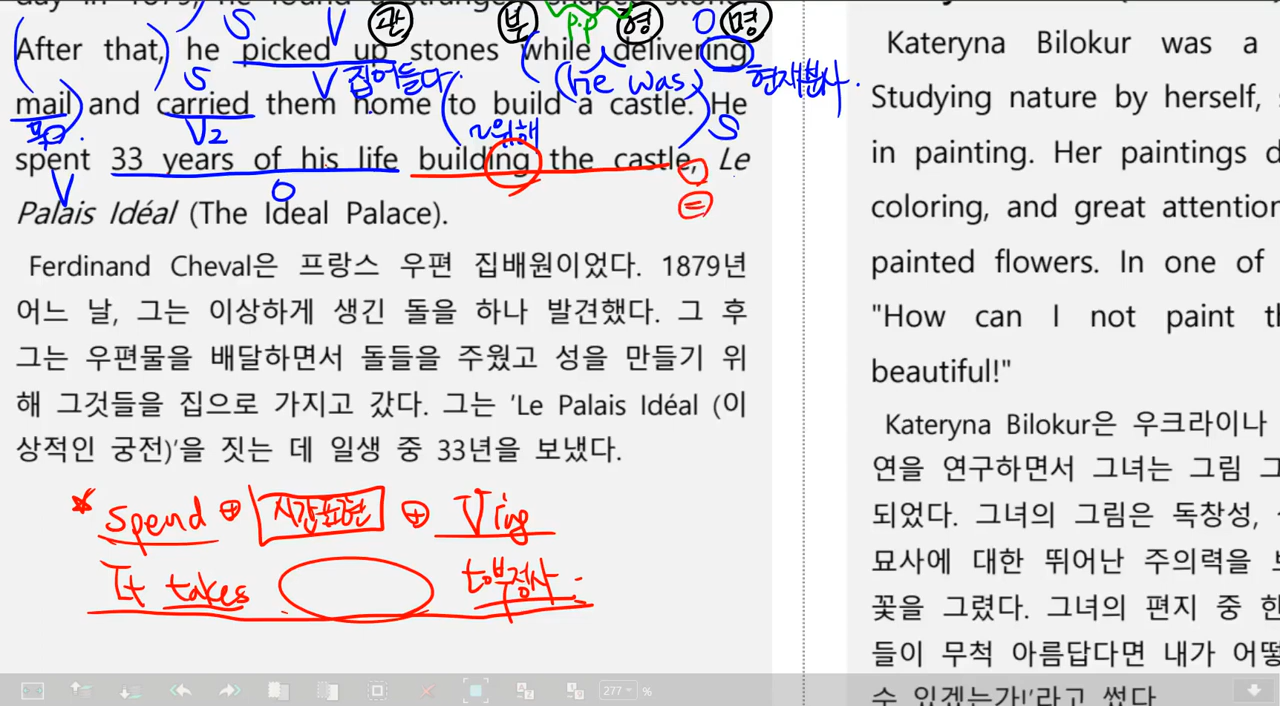 day in 1879, he found a strangely shaped stone.
S V 관 부 p.p 형 O 명
After that, he picked up stones while delivering
S V 집어들다 (he was) 현재분사.
mail and carried them home to build a castle. He
목 V2 ~위해 S
spent 33 years of his life building the castle, Le
V O =
Palais Idéal (The Ideal Palace).
Ferdinand Cheval은 프랑스 우편 집배원이었다. 1879년
어느 날, 그는 이상하게 생긴 돌을 하나 발견했다. 그 후
그는 우편물을 배달하면서 돌들을 주웠고 성을 만들기 위
해 그것들을 집으로 가지고 갔다. 그는 ‘Le Palais Idéal (이
상적인 궁전)’을 짓는 데 일생 중 33년을 보냈다.
spend + 시간표현 + Ving
It takes to부정사
Kateryna Bilokur was a
Studying nature by herself,
in painting. Her paintings d
coloring, and great attention
painted flowers. In one of
"How can I not paint th
beautiful!"
Kateryna Bilokur은 우크라이나
연을 연구하면서 그녀는 그림 그
되었다. 그녀의 그림은 독창성,
묘사에 대한 뛰어난 주의력을 보
꽃을 그렸다. 그녀의 편지 중 한
들이 무척 아름답다면 내가 어떻
수 있겠는가!’라고 썼다.
277 %